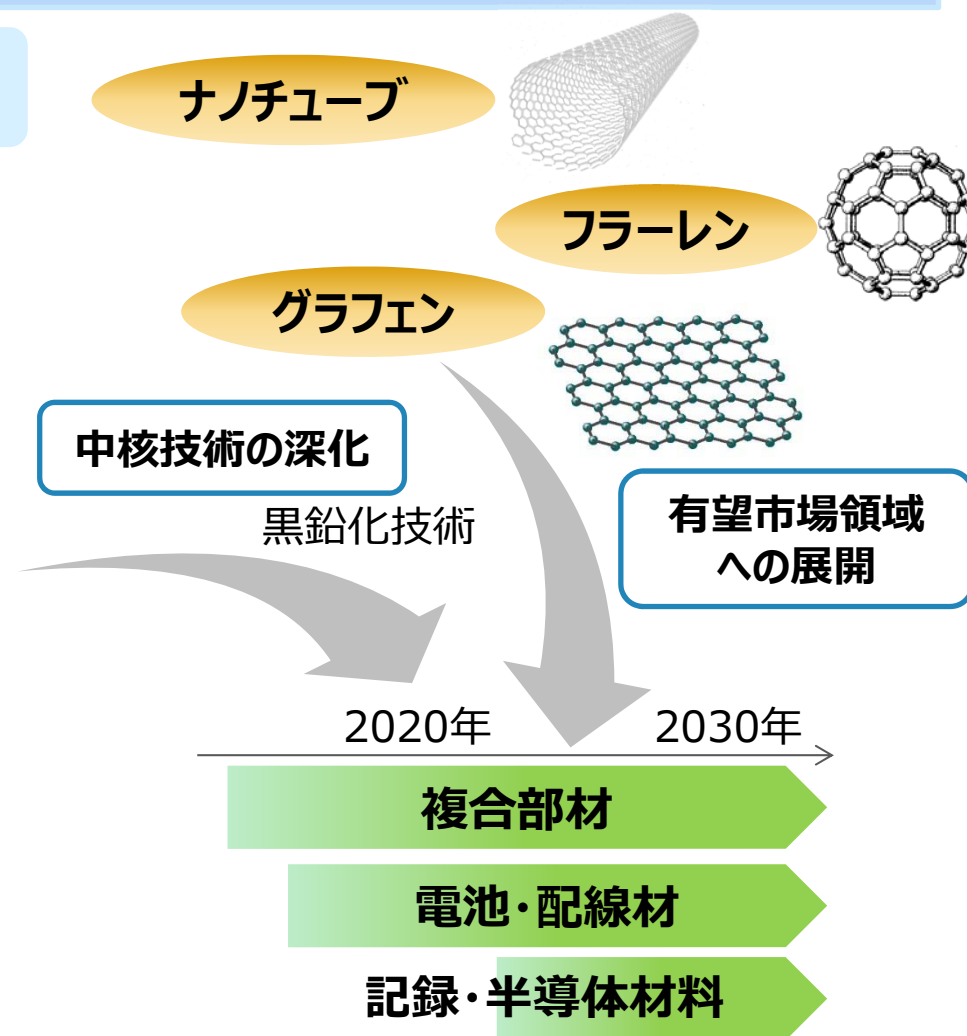 ナノチューブ
フラーレン
グラフェン
中核技術の深化
黒鉛化技術
有望市場領域
への展開
2020年
2030年
複合部材
電池・配線材
記録・半導体材料